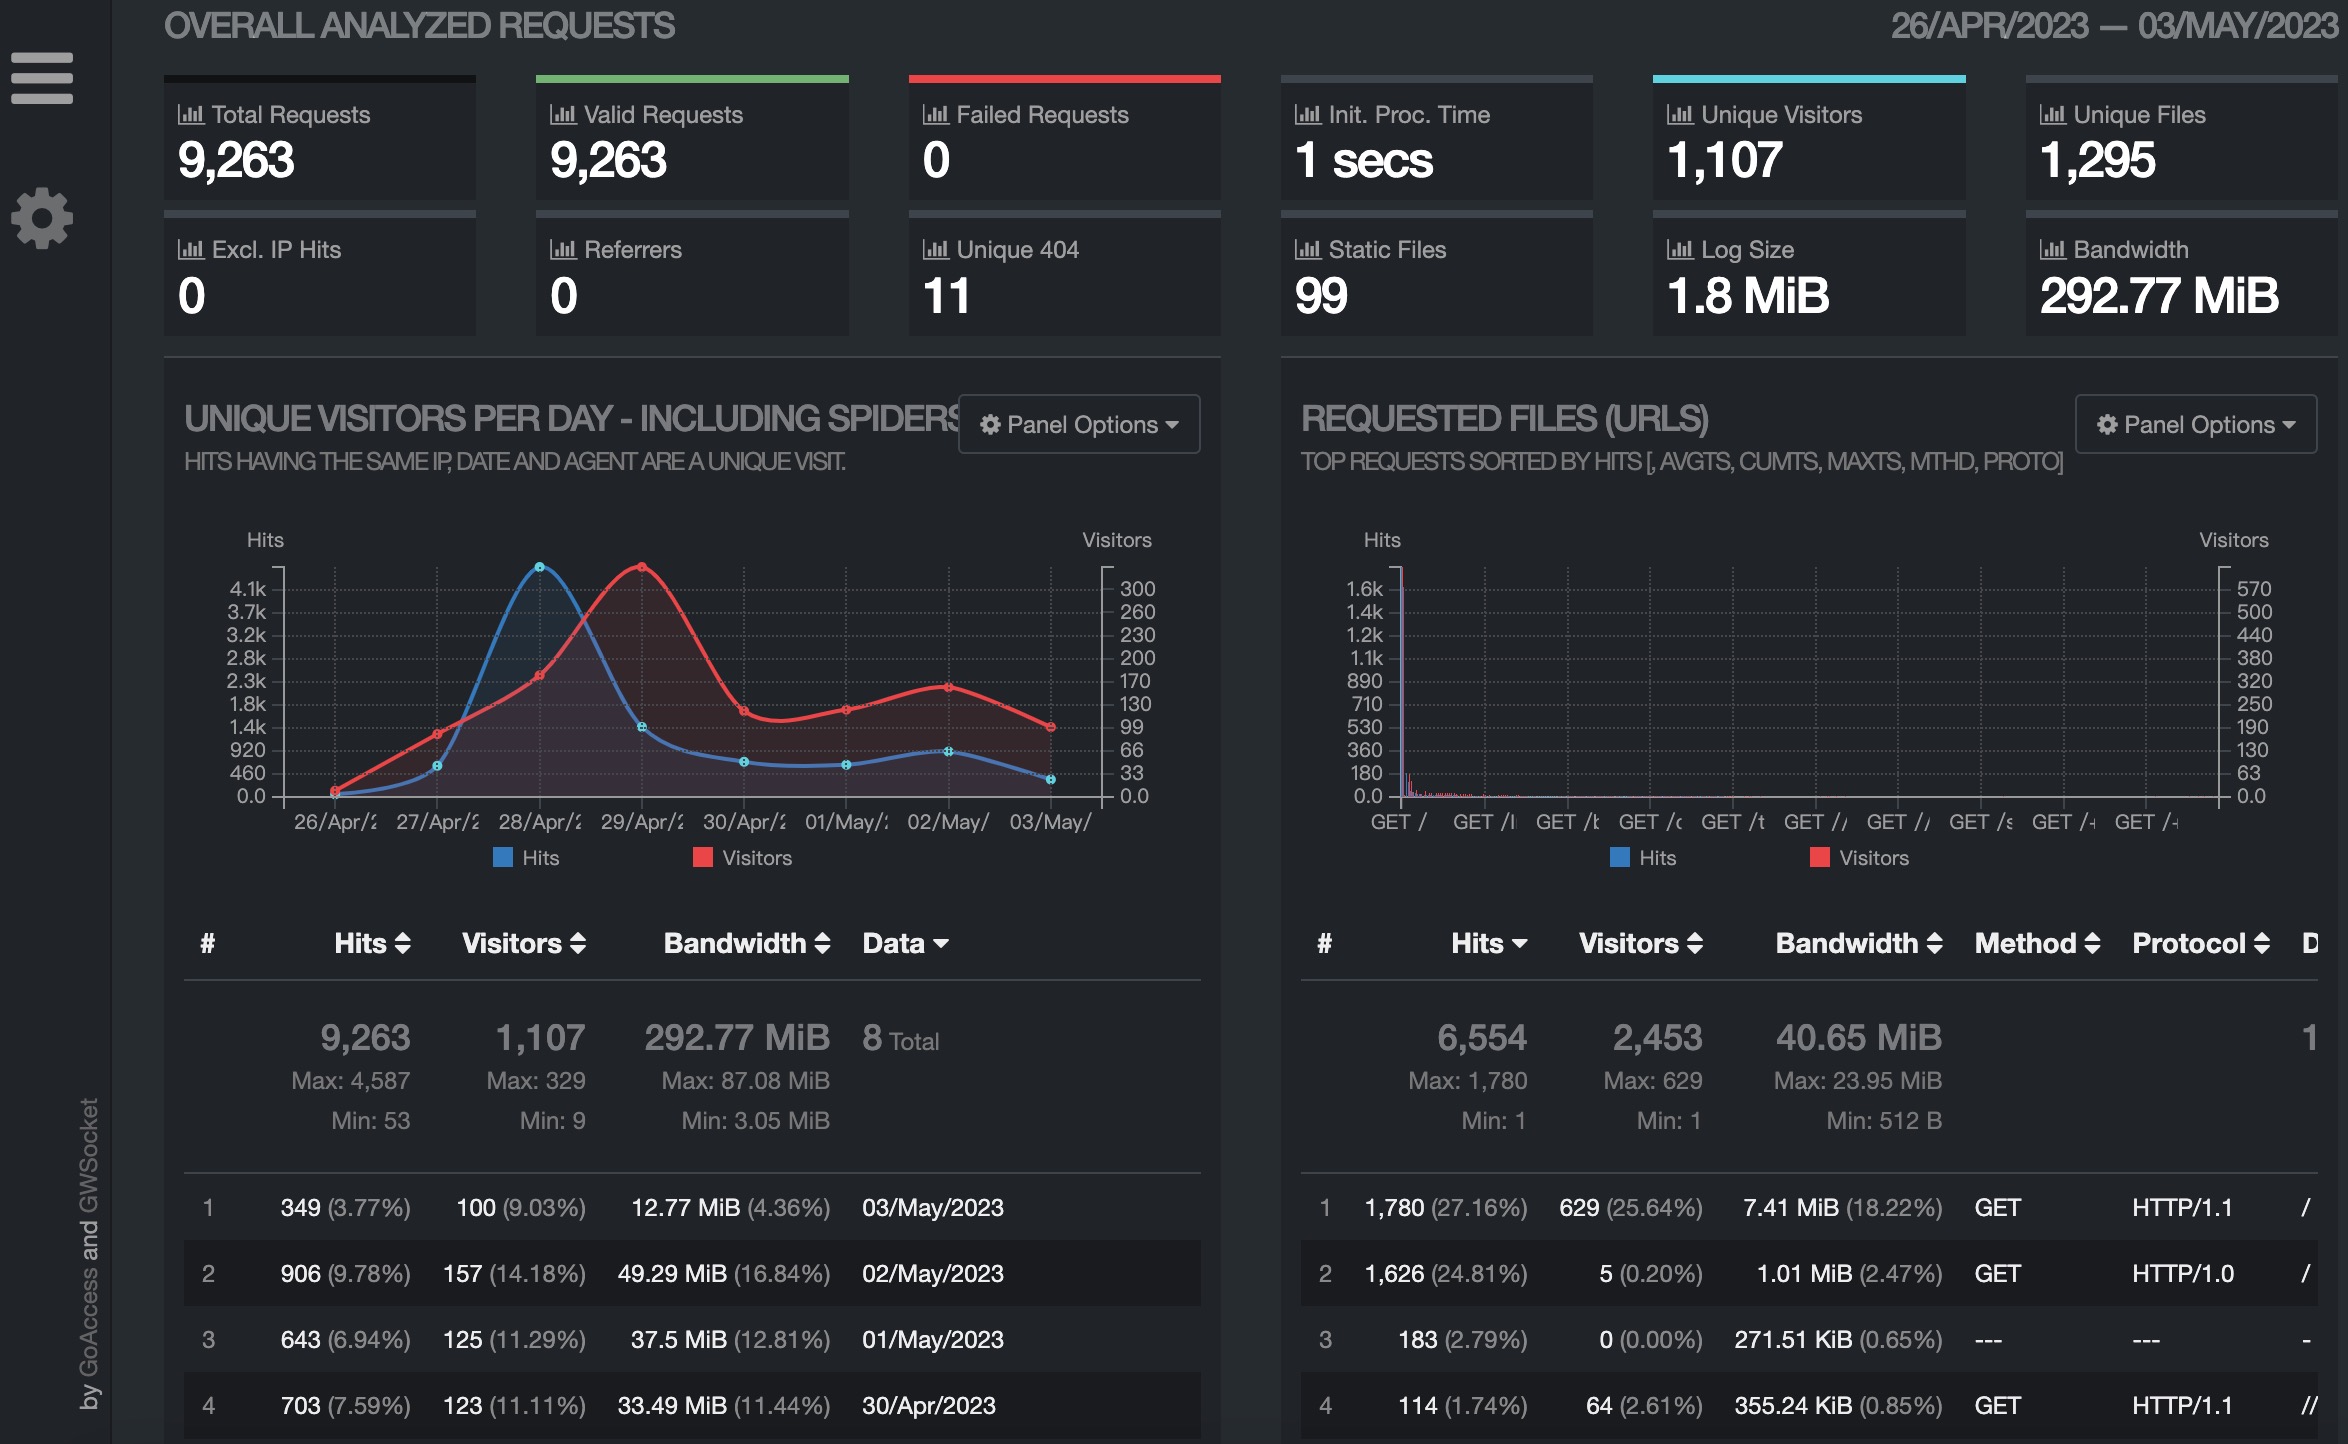 OVERALL ANALYZED REQUESTS
26/APR/2023 — 03/MAY/2023
Total Requests
9,263
Valid Requests
9,263
Failed Requests
0
Init. Proc. Time
1 secs
Unique Visitors
1,107
Unique Files
1,295
Excl. IP Hits
0
Referrers
0
Unique 404
11
Static Files
99
Log Size
1.8 MiB
Bandwidth
292.77 MiB
UNIQUE VISITORS PER DAY - INCLUDING SPIDERS
Panel Options
HITS HAVING THE SAME IP, DATE AND AGENT ARE A UNIQUE VISIT.
Hits Visitors
4.1k 300
3.7k 260
3.2k 230
2.8k 200
2.3k 170
1.8k 130
1.4k 99
920 66
460 33
0.0 0.0
26/Apr/2 27/Apr/2 28/Apr/2 29/Apr/2 30/Apr/2 01/May/ 02/May/ 03/May/
Hits Visitors
# Hits Visitors Bandwidth Data
9,263 1,107 292.77 MiB 8 Total
Max: 4,587 Max: 329 Max: 87.08 MiB
Min: 53 Min: 9 Min: 3.05 MiB
1 349 (3.77%) 100 (9.03%) 12.77 MiB (4.36%) 03/May/2023
2 906 (9.78%) 157 (14.18%) 49.29 MiB (16.84%) 02/May/2023
3 643 (6.94%) 125 (11.29%) 37.5 MiB (12.81%) 01/May/2023
4 703 (7.59%) 123 (11.11%) 33.49 MiB (11.44%) 30/Apr/2023
REQUESTED FILES (URLS)
Panel Options
TOP REQUESTS SORTED BY HITS [, AVGTS, CUMTS, MAXTS, MTHD, PROTO]
Hits Visitors
1.6k 570
1.4k 500
1.2k 440
1.1k 380
890 320
710 250
530 190
360 130
180 63
0.0 0.0
GET / GET /l GET /b GET /c GET /t GET // GET // GET /s GET /- GET /-
Hits Visitors
# Hits Visitors Bandwidth Method Protocol D
6,554 2,453 40.65 MiB 1
Max: 1,780 Max: 629 Max: 23.95 MiB
Min: 1 Min: 1 Min: 512 B
1 1,780 (27.16%) 629 (25.64%) 7.41 MiB (18.22%) GET HTTP/1.1 /
2 1,626 (24.81%) 5 (0.20%) 1.01 MiB (2.47%) GET HTTP/1.0 /
3 183 (2.79%) 0 (0.00%) 271.51 KiB (0.65%) --- --- -
4 114 (1.74%) 64 (2.61%) 355.24 KiB (0.85%) GET HTTP/1.1 //
by GoAccess and GWSocket